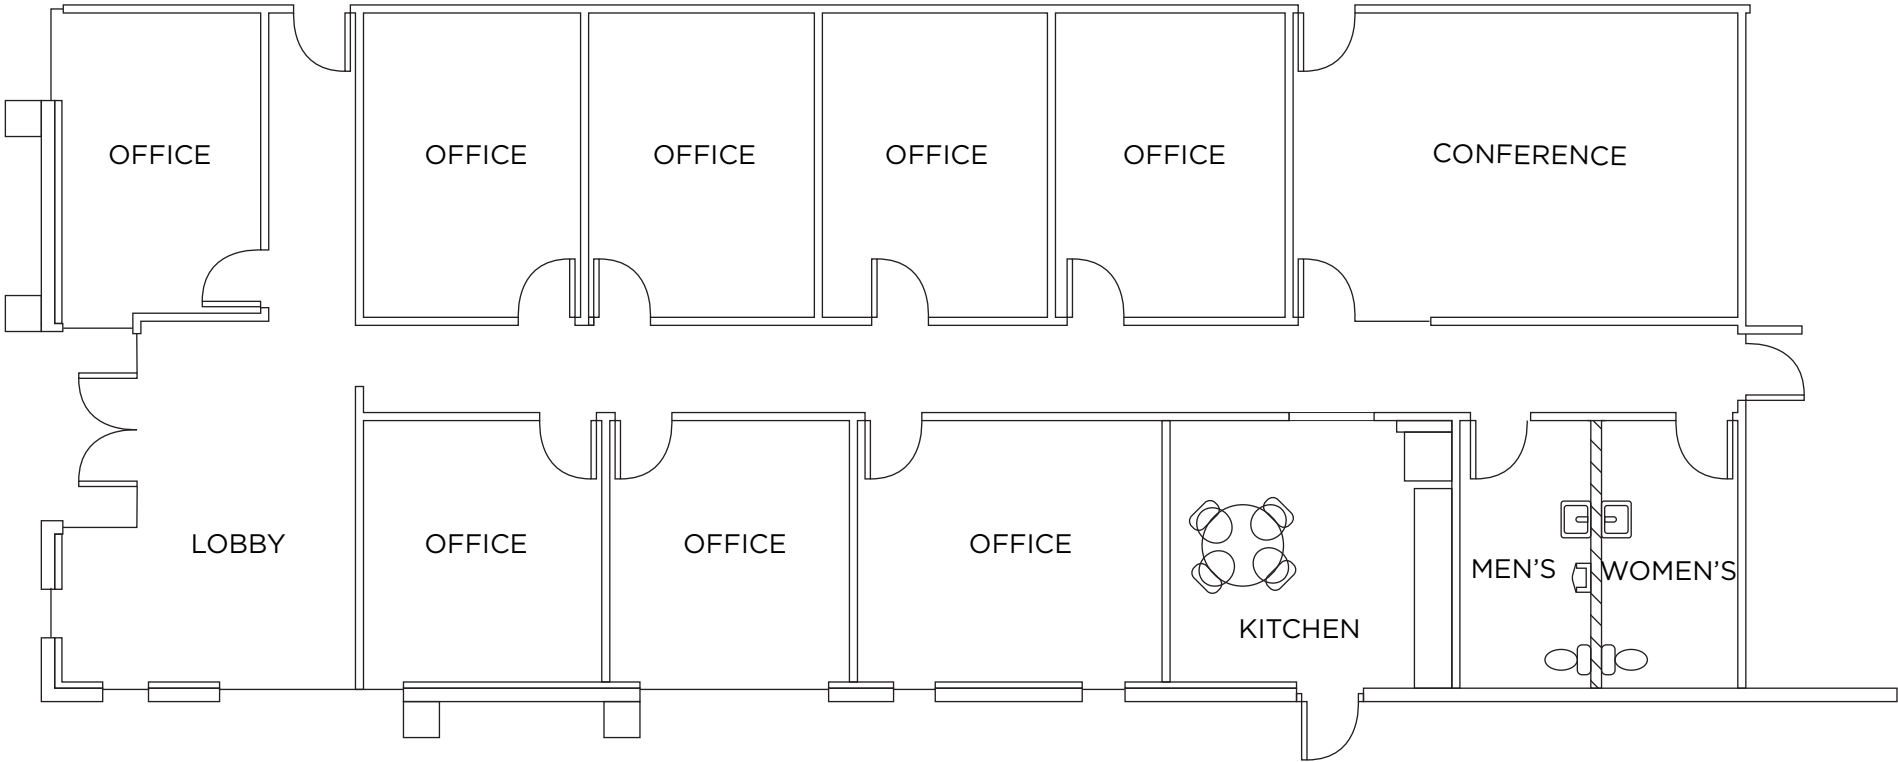 OFFICE
OFFICE
OFFICE
OFFICE
OFFICE
CONFERENCE
LOBBY
OFFICE
OFFICE
OFFICE
KITCHEN
MEN'S
WOMEN'S